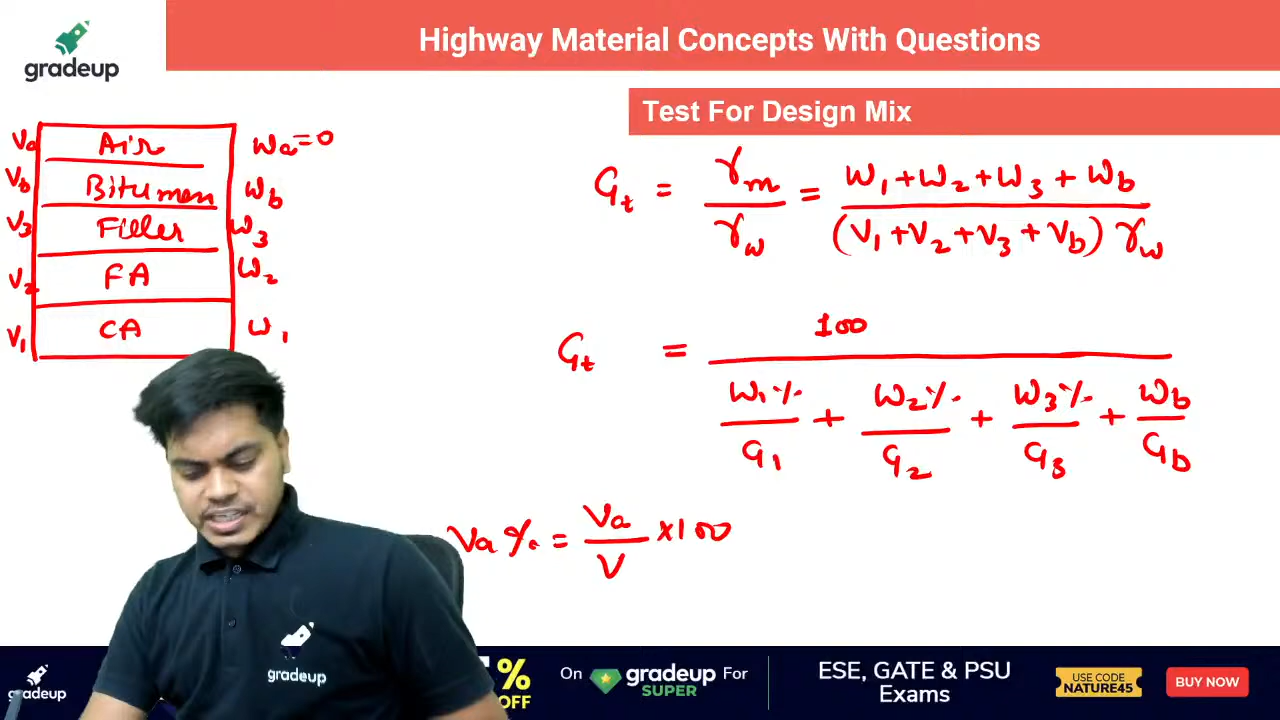 gradeup
Highway Material Concepts With Questions
Test For Design Mix
Va Air Wa=0
Vb Bitumen Wb
V3 Filler W3
V2 FA W2
V1 CA W1
Gt = γm/γw = (W1+W2+W3+Wb)/((V1+V2+V3+Vb) γw)
Gt = 100/(W1%/G1 + W2%/G2 + W3%/G3 + Wb/Gb)
Va % = Va/V ×100
gradeup
gradeup
%
OFF
On gradeup For
SUPER
ESE, GATE & PSU
Exams
USE CODE
NATURE45
BUY NOW